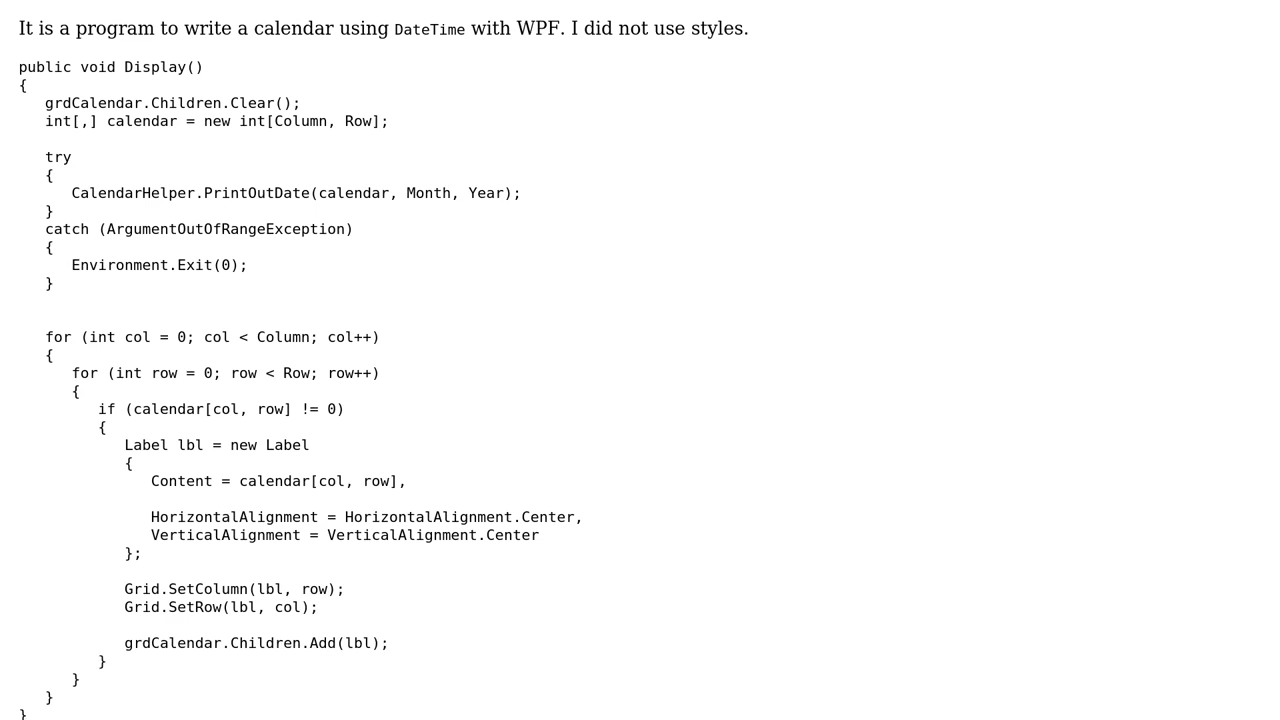 It is a program to write a calendar using DateTime with WPF. I did not use styles.
public void Display()
{
   grdCalendar.Children.Clear();
   int[,] calendar = new int[Column, Row];

   try
   {
      CalendarHelper.PrintOutDate(calendar, Month, Year);
   }
   catch (ArgumentOutOfRangeException)
   {
      Environment.Exit(0);
   }


   for (int col = 0; col < Column; col++)
   {
      for (int row = 0; row < Row; row++)
      {
         if (calendar[col, row] != 0)
         {
            Label lbl = new Label
            {
               Content = calendar[col, row],

               HorizontalAlignment = HorizontalAlignment.Center,
               VerticalAlignment = VerticalAlignment.Center
            };

            Grid.SetColumn(lbl, row);
            Grid.SetRow(lbl, col);

            grdCalendar.Children.Add(lbl);
         }
      }
   }
}